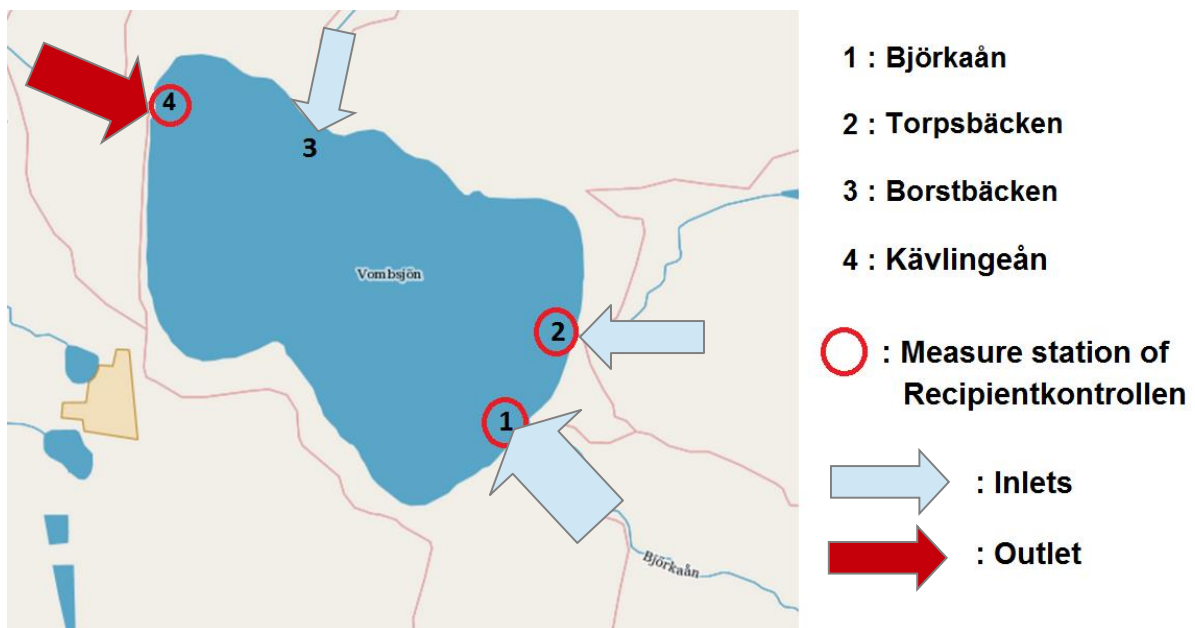 4
3
Vombsjön
2
1
Björkaån
1 : Björkaån
2 : Torpsbäcken
3 : Borstbäcken
4 : Kävlingeån
: Measure station of
Recipientkontrollen
: Inlets
: Outlet